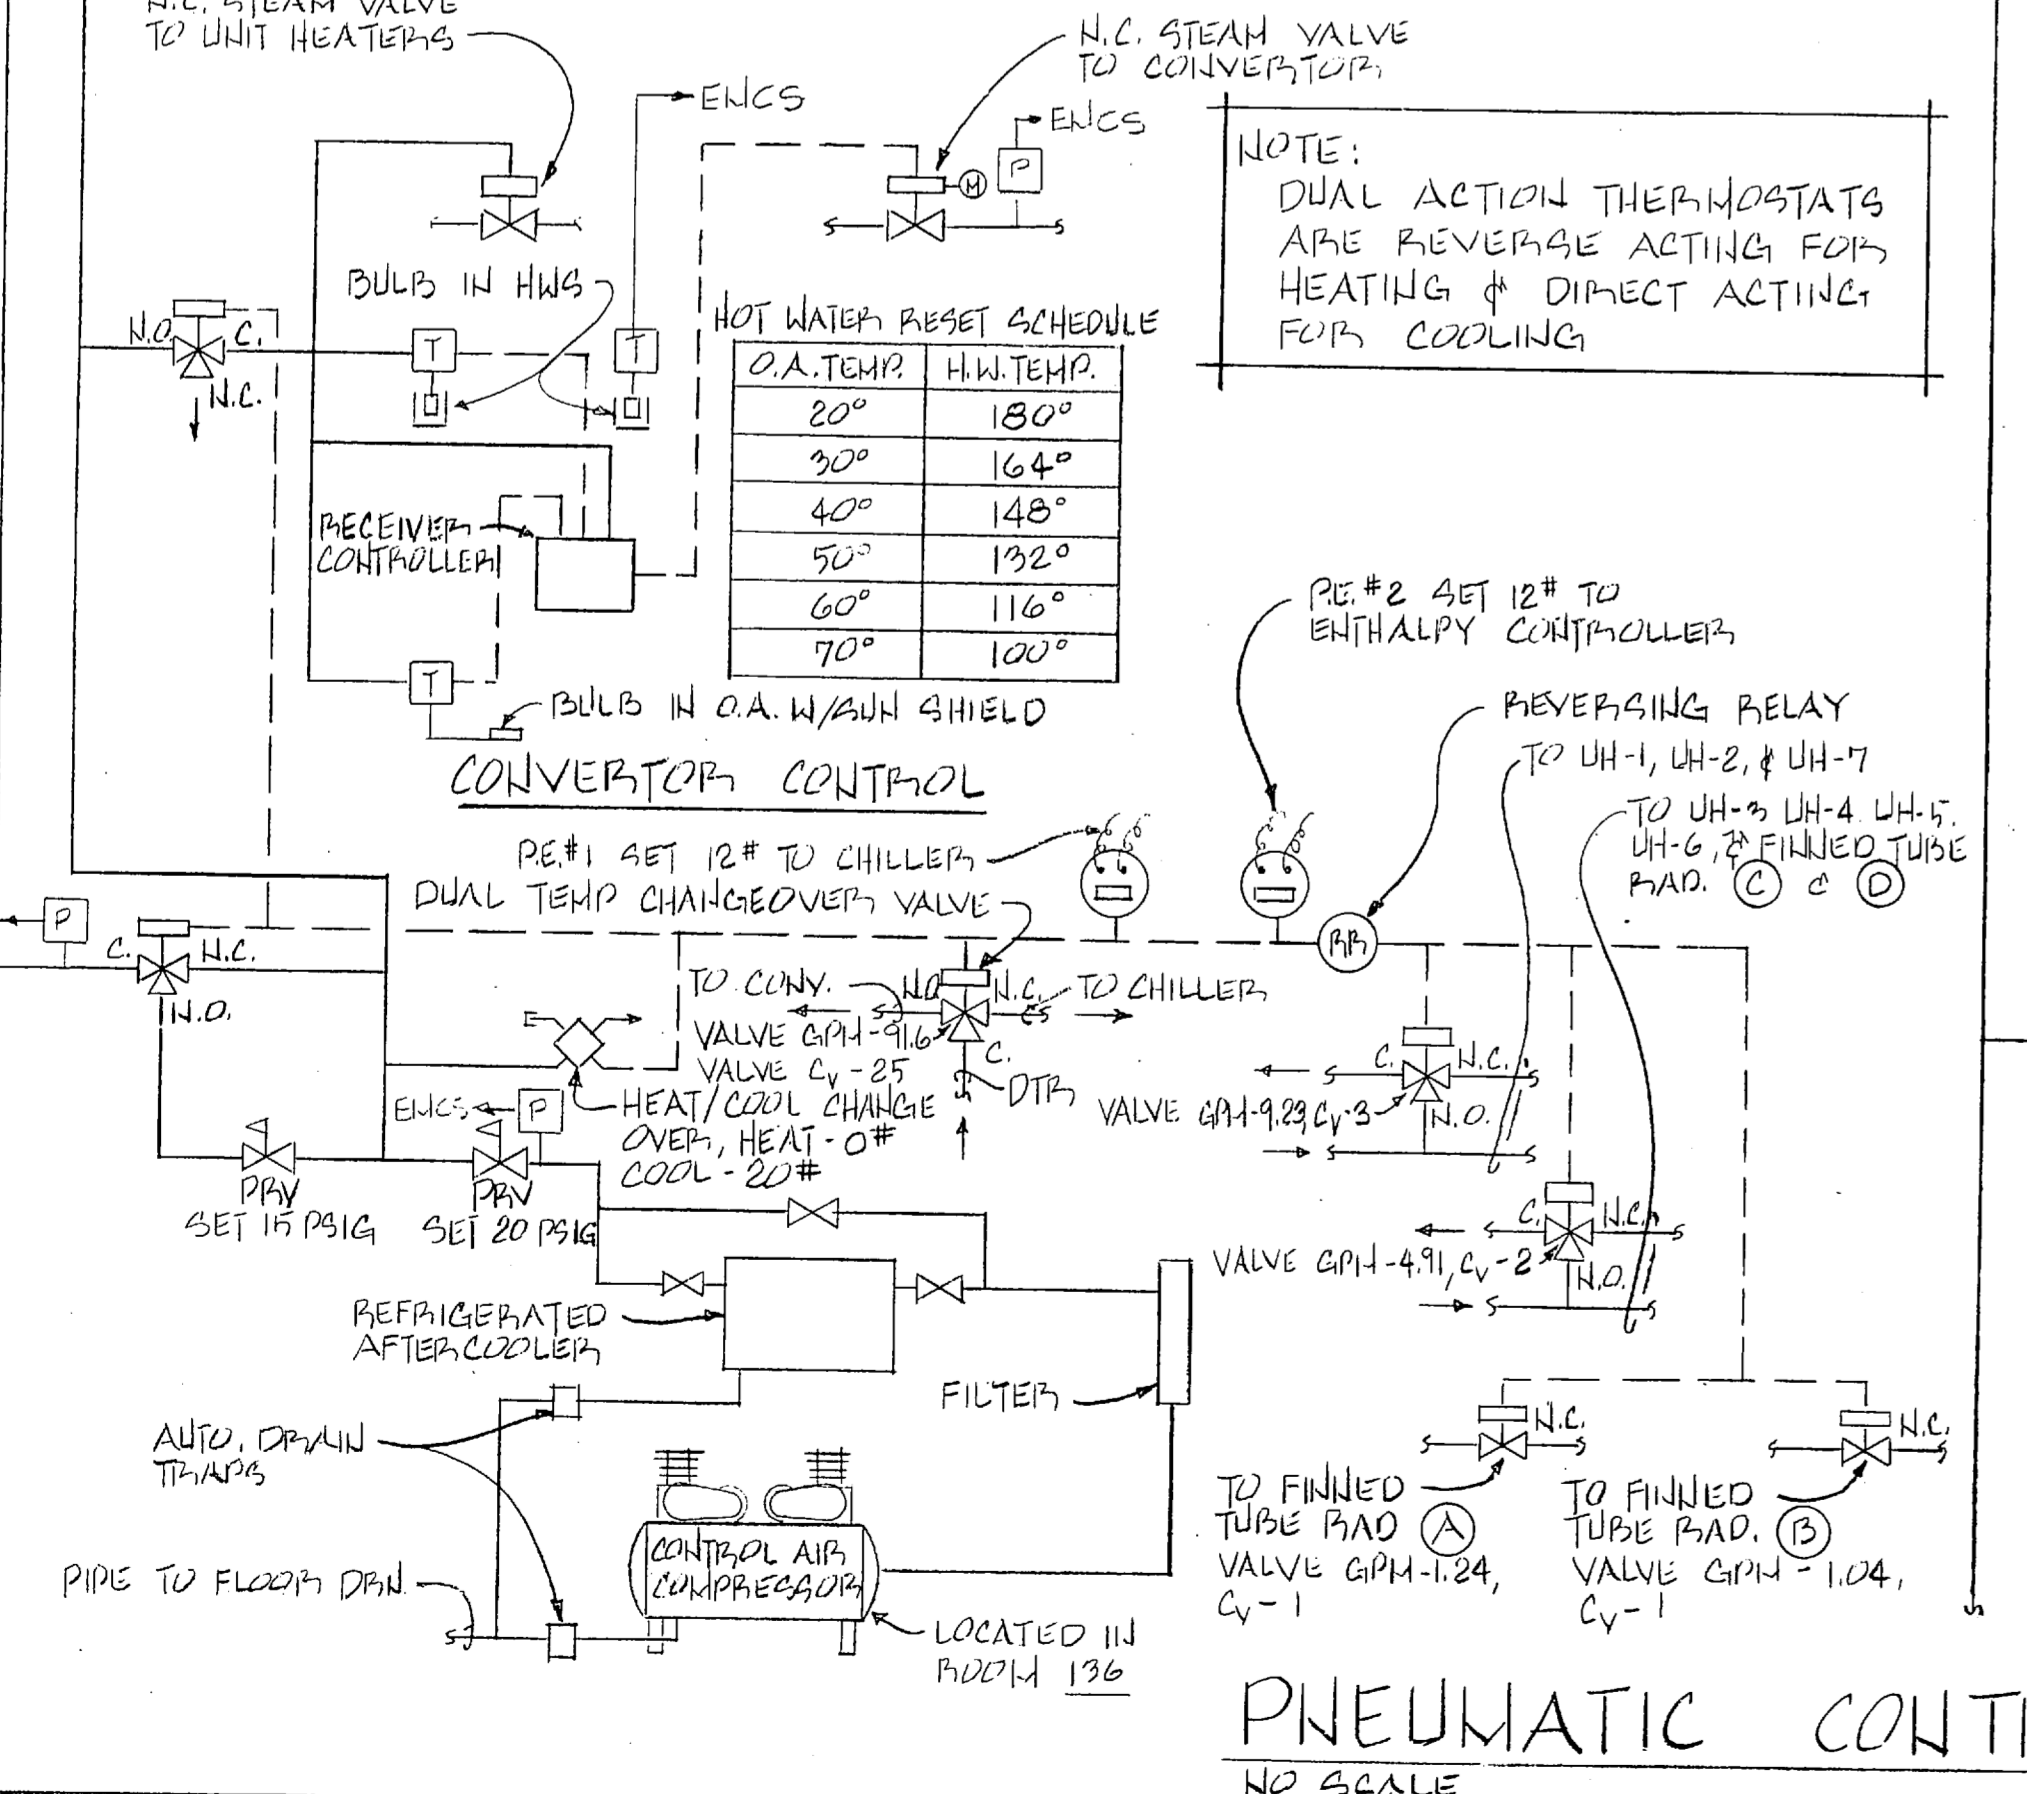 N.C. STEAM VALVE
TO UNIT HEATERS
N.C. STEAM VALVE
TO CONVERTOR
EMCS
EMCS
M
P
NOTE:
DUAL ACTION THERMOSTATS
ARE REVERSE ACTING FOR
HEATING & DIRECT ACTIING
FOR COOLING
BULB IN HWS
N.O.
C.
N.C.
T
T
HOT WATER RESET SCHEDULE
O.A. TEMP. H.W. TEMP.
20° 180°
30° 164°
40° 148°
50° 132°
60° 116°
70° 100°
RECEIVER
CONTROLLER
T
BULB IN O.A. W/SUN SHIELD
CONVERTOR CONTROL
P.E.#2 SET 12# TO
ENTHALPY CONTROLLER
REVERSING RELAY
TO UH-1, UH-2, & UH-7
TO UH-3 UH-4 UH-5.
UH-6, & FINNED TUBE
RAD. C & D
P.E.#1 SET 12# TO CHILLER
DUAL TEMP CHANGEOVER VALVE
P
C.
N.C.
N.O.
RR
TO CONV.
N.O.
N.C.
TO CHILLER
VALVE GPM-91.6
VALVE Cv-25
C.
DTR
HEAT/COOL CHANGE
OVER, HEAT-0#
COOL-20#
EMCS
P
PRV
SET 15 PSIG
PRV
SET 20 PSIG
C.
N.C.
VALVE GPM-9.23, Cv-3
N.O.
C.
N.C.
VALVE GPM-4.91, Cv-2
N.O.
REFRIGERATED
AFTERCOOLER
FILTER
AUTO. DRAIN
TRAPS
CONTROL AIR
COMPRESSOR
PIPE TO FLOOR DRN.
LOCATED IN
ROOM 136
N.C.
TO FINNED
TUBE RAD A
VALVE GPM-1.24,
Cv-1
N.C.
TO FINNED
TUBE RAD. B
VALVE GPM-1.04,
Cv-1
PNEUMATIC CONT
NO SCALE